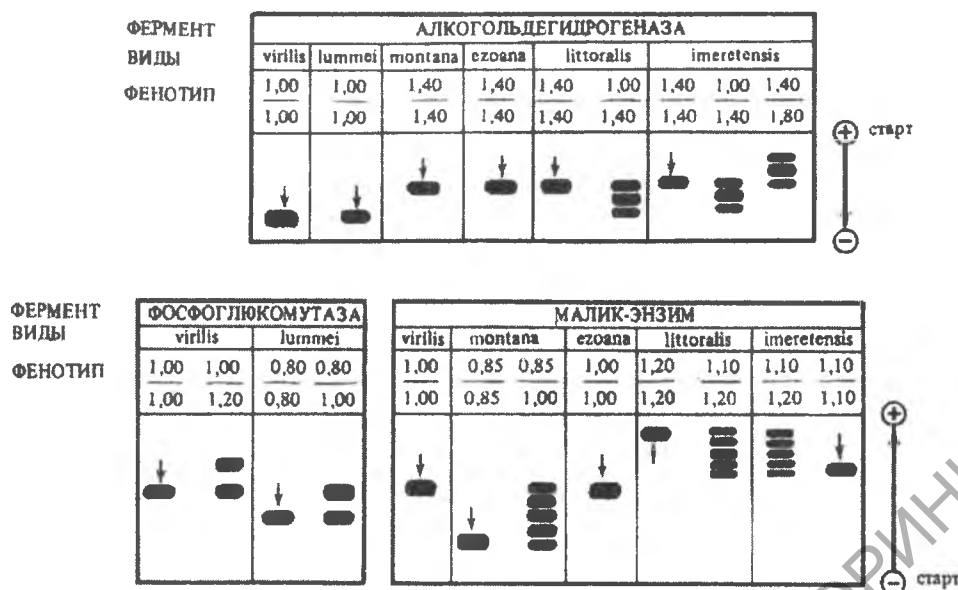 ФЕРМЕНТ АЛКОГОЛЬДЕГИДРОГЕНАЗА
ВИДЫ virilis lummei montana ezoana littoralis imeretensis
ФЕНОТИП 1,00 1,00 1,40 1,40 1,40 1,00 1,40 1,00 1,40
1,00 1,00 1,40 1,40 1,40 1,40 1,40 1,40 1,80
+ старт
−
ФЕРМЕНТ ФОСФОГЛЮКОМУТАЗА МАЛИК-ЭНЗИМ
ВИДЫ virilis lummei virilis montana ezoana littoralis imeretensis
ФЕНОТИП 1,00 1,00 0,80 0,80 1,00 0,85 0,85 1,00 1,20 1,10 1,10 1,10
1,00 1,20 0,80 1,00 1,00 0,85 1,00 1,00 1,20 1,20 1,20 1,10
+
− старт